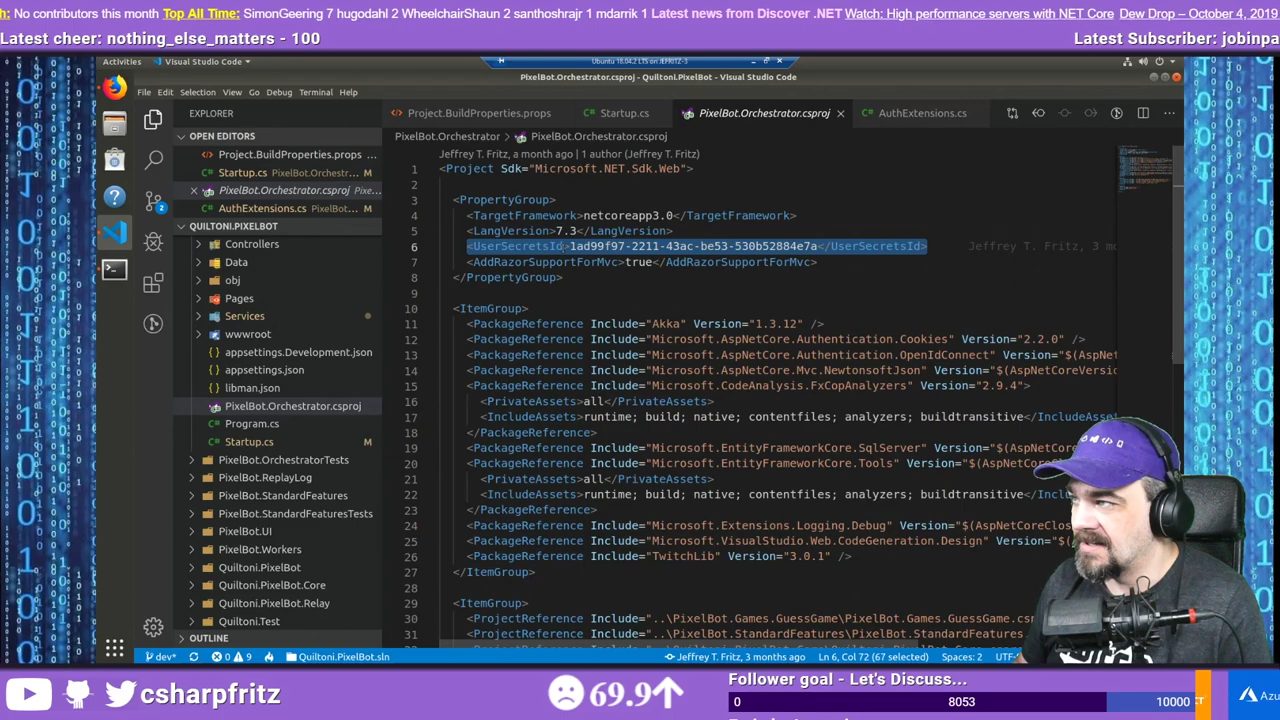 h: No contributors this month Top All Time: SimonGeering 7 hugodahl 2 WheelchairShaun 2 santhoshrajr 1 mdarrik 1 Latest news from Discover .NET Watch: High performance servers with NET Core Dew Drop – October 4, 2019
Latest cheer: nothing_else_matters - 100
Latest Subscriber: jobinpa
Ubuntu 18.04.2 LTS
Activities Visual Studio Code
PixelBot.Orchestrator.csproj - Quiltoni.PixelBot - Visual Studio Code
File Edit Selection View Go Debug Terminal Help
EXPLORER
OPEN EDITORS
Project.BuildProperties.props ...
Startup.cs PixelBot.Orchestr...
PixelBot.Orchestrator.csproj Pixe...
AuthExtensions.cs PixelBot...
QUILTONI.PIXELBOT
Controllers
Data
obj
Pages
Services
wwwroot
appsettings.Development.json
appsettings.json
libman.json
PixelBot.Orchestrator.csproj
Program.cs
Startup.cs M
PixelBot.OrchestratorTests
PixelBot.ReplayLog
PixelBot.StandardFeatures
PixelBot.StandardFeaturesTests
PixelBot.UI
PixelBot.Workers
Quiltoni.PixelBot
Quiltoni.PixelBot.Core
Quiltoni.PixelBot.Relay
Quiltoni.Test
OUTLINE
2
Project.BuildProperties.props Startup.cs PixelBot.Orchestrator.csproj AuthExtensions.cs
PixelBot.Orchestrator > PixelBot.Orchestrator.csproj
Jeffrey T. Fritz, a month ago | 1 author (Jeffrey T. Fritz)
1 <Project Sdk="Microsoft.NET.Sdk.Web">
2
3 <PropertyGroup>
4 <TargetFramework>netcoreapp3.0</TargetFramework>
5 <LangVersion>7.3</LangVersion>
6 <UserSecretsId>1ad99f97-2211-43ac-be53-530b52884e7a</UserSecretsId> Jeffrey T. Fritz, 3 mo
7 <AddRazorSupportForMvc>true</AddRazorSupportForMvc>
8 </PropertyGroup>
9
10 <ItemGroup>
11 <PackageReference Include="Akka" Version="1.3.12" />
12 <PackageReference Include="Microsoft.AspNetCore.Authentication.Cookies" Version="2.2.0" />
13 <PackageReference Include="Microsoft.AspNetCore.Authentication.OpenIdConnect" Version="$(AspNet
14 <PackageReference Include="Microsoft.AspNetCore.Mvc.NewtonsoftJson" Version="$(AspNetCoreVersio
15 <PackageReference Include="Microsoft.CodeAnalysis.FxCopAnalyzers" Version="2.9.4">
16 <PrivateAssets>all</PrivateAssets>
17 <IncludeAssets>runtime; build; native; contentfiles; analyzers; buildtransitive</IncludeAsset
18 </PackageReference>
19 <PackageReference Include="Microsoft.EntityFrameworkCore.SqlServer" Version="$(AspNetCor
20 <PackageReference Include="Microsoft.EntityFrameworkCore.Tools" Version="$(AspNetCor
21 <PrivateAssets>all</PrivateAssets>
22 <IncludeAssets>runtime; build; native; contentfiles; analyzers; buildtransitive</Inclu
23 </PackageReference>
24 <PackageReference Include="Microsoft.Extensions.Logging.Debug" Version="$(AspNetCore
25 <PackageReference Include="Microsoft.VisualStudio.Web.CodeGeneration.Design" Version="$(
26 <PackageReference Include="TwitchLib" Version="3.0.1" />
27 </ItemGroup>
28
29 <ItemGroup>
30 <ProjectReference Include="..\PixelBot.Games.GuessGame\PixelBot.Games.GuessGame.csp
31 <ProjectReference Include="..\PixelBot.StandardFeatures\PixelBot.StandardFeatures
dev* 0 9 Quiltoni.PixelBot.sln Jeffrey T. Fritz, 3 months ago Ln 6, Col 72 (67 selected) Spaces: 2 UTF-
csharpfritz
69.9
Follower goal - Let's Discuss...
0 8053 10000
Azu